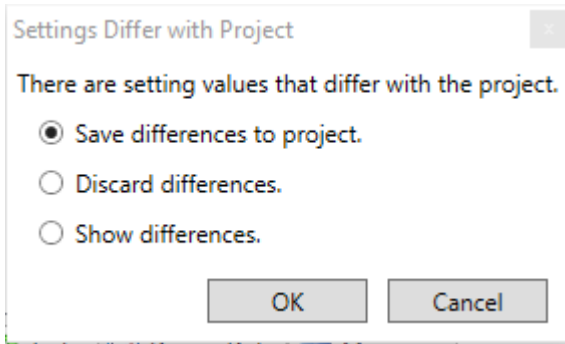 Settings Differ with Project
There are setting values that differ with the project.
Save differences to project.
Discard differences.
Show differences.
OK Cancel